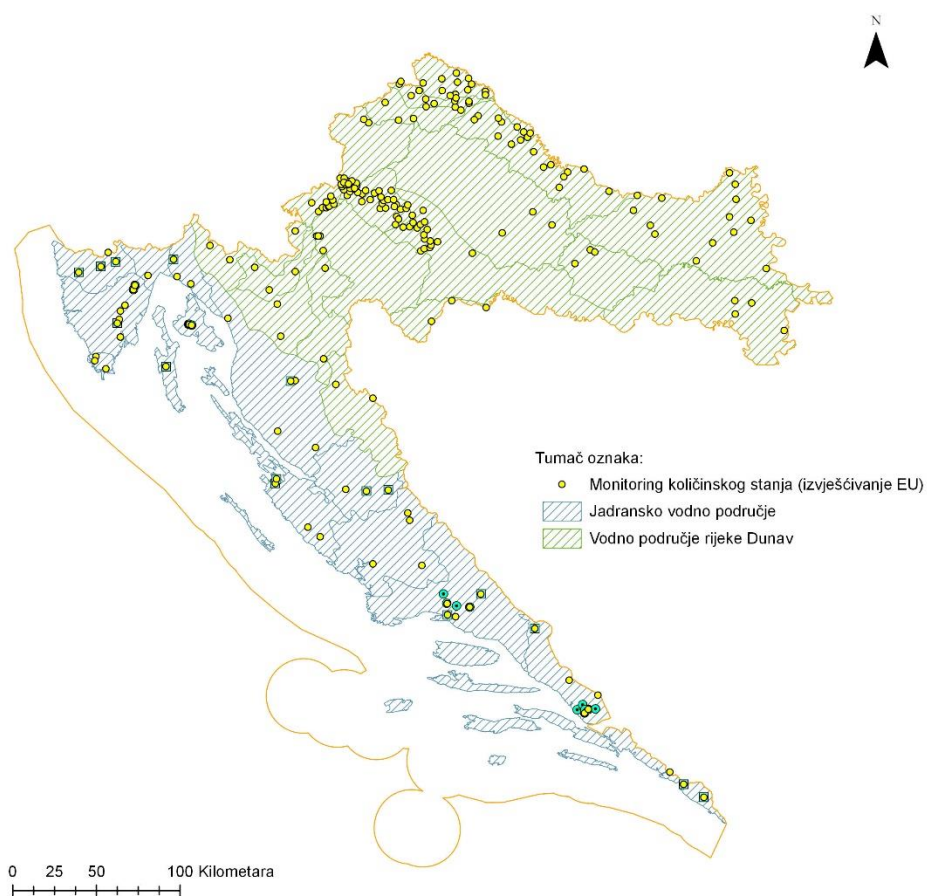 N
Tumač oznaka:
Monitoring količinskog stanja (izvješćivanje EU)
Jadransko vodno područje
Vodno područje rijeke Dunav
0 25 50 100 Kilometara